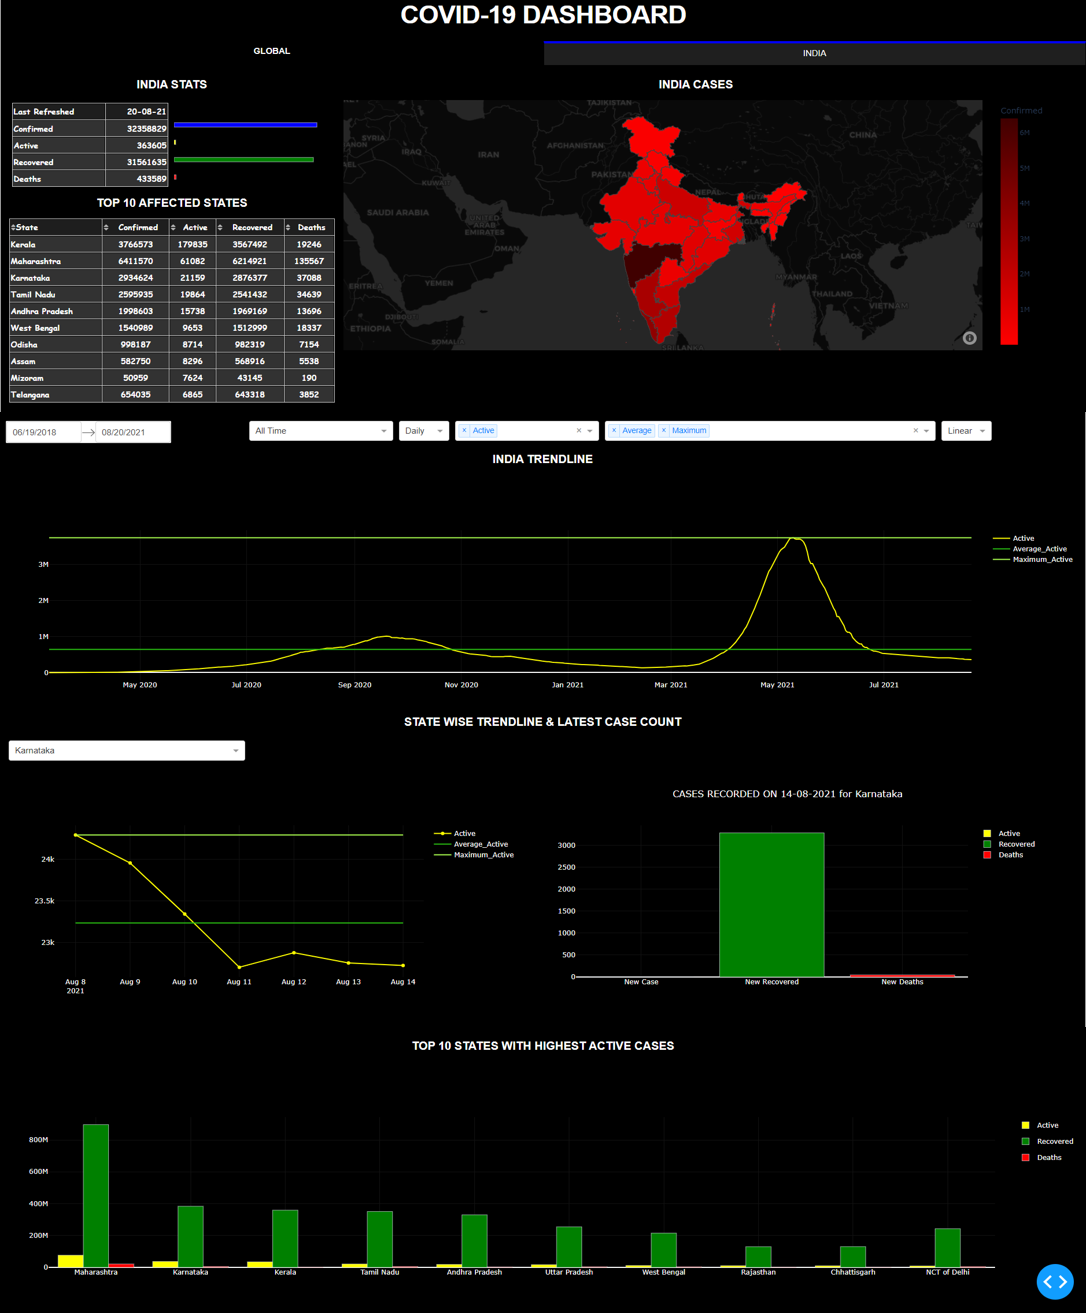 COVID-19 DASHBOARD
GLOBAL
INDIA
INDIA STATS
Last Refreshed 20-08-21
Confirmed 32358829
Active 363605
Recovered 31561635
Deaths 433589
TOP 10 AFFECTED STATES
State Confirmed Active Recovered Deaths
Kerala 3766573 179835 3567492 19246
Maharashtra 6411570 61082 6214921 135567
Karnataka 2934624 21159 2876377 37088
Tamil Nadu 2595935 19864 2541432 34639
Andhra Pradesh 1998603 15738 1969169 13696
West Bengal 1540989 9653 1512999 18337
Odisha 998187 8714 982319 7154
Assam 582750 8296 568916 5538
Mizoram 50959 7624 43145 190
Telangana 654035 6865 643318 3852
INDIA CASES
TAJIKISTAN
SYRIA
IRAQ
IRAN
AFGHANISTAN
CHINA
PAKISTAN
NEPAL
SAUDI ARABIA
UNITED
ARAB
EMIRATES
OMAN
YEMEN
ERITREA
ETHIOPIA
MYANMAR
LAOS
THAILAND
VIETNAM
Confirmed
6M
5M
4M
3M
2M
1M
06/19/2018 → 08/20/2021
All Time
Daily
× Active ×
× Average × Maximum ×
Linear
INDIA TRENDLINE
3M
2M
1M
0
May 2020 Jul 2020 Sep 2020 Nov 2020 Jan 2021 Mar 2021 May 2021 Jul 2021
Active
Average_Active
Maximum_Active
STATE WISE TRENDLINE & LATEST CASE COUNT
Karnataka
24k
23.5k
23k
Aug 8 Aug 9 Aug 10 Aug 11 Aug 12 Aug 13 Aug 14
2021
Active
Average_Active
Maximum_Active
CASES RECORDED ON 14-08-2021 for Karnataka
3000
2500
2000
1500
1000
500
0
New Case New Recovered New Deaths
Active
Recovered
Deaths
TOP 10 STATES WITH HIGHEST ACTIVE CASES
800M
600M
400M
200M
0
Maharashtra Karnataka Kerala Tamil Nadu Andhra Pradesh Uttar Pradesh West Bengal Rajasthan Chhattisgarh NCT of Delhi
Active
Recovered
Deaths